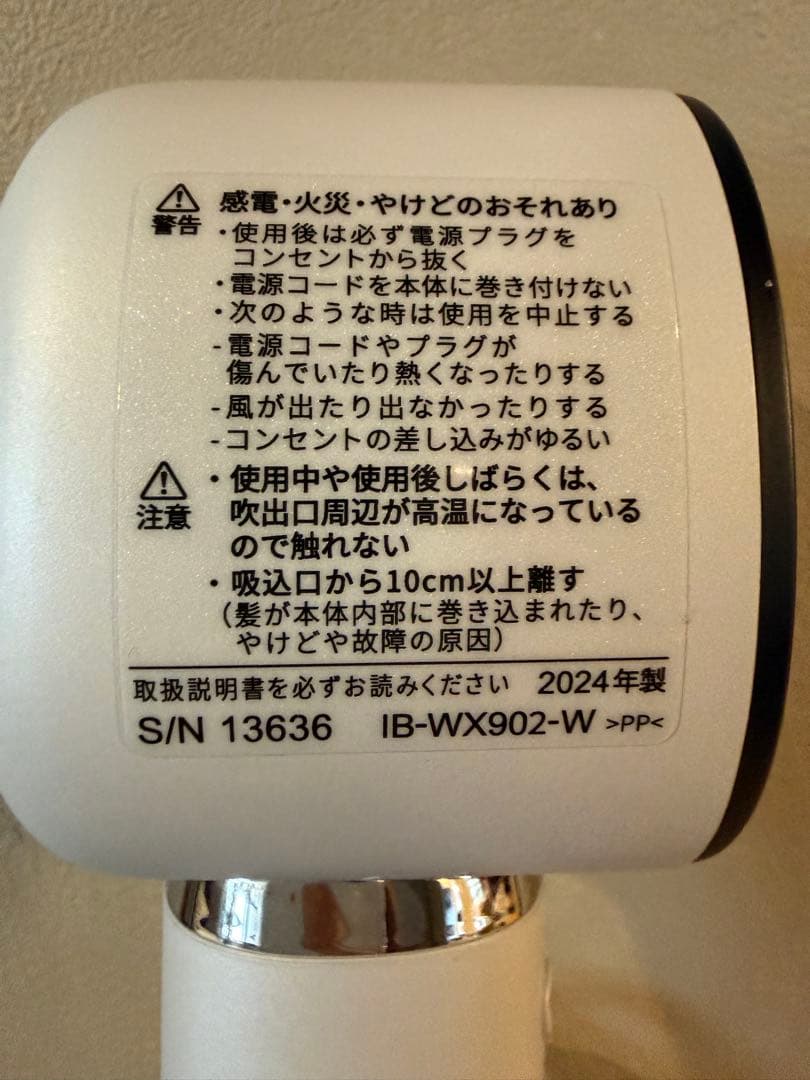 警告
感電・火災・やけどのおそれあり
・使用後は必ず電源プラグを
コンセントから抜く
・電源コードを本体に巻き付けない
・次のような時は使用を中止する
-電源コードやプラグが
傷んでいたり熱くなったりする
-風が出たり出なかったりする
-コンセントの差し込みがゆるい
注意
・使用中や使用後しばらくは、
吹出口周辺が高温になっている
ので触れない
・吸込口から10cm以上離す
(髪が本体内部に巻き込まれたり、
やけどや故障の原因)
取扱説明書を必ずお読みください 2024年製
S/N 13636 IB-WX902-W >PP<